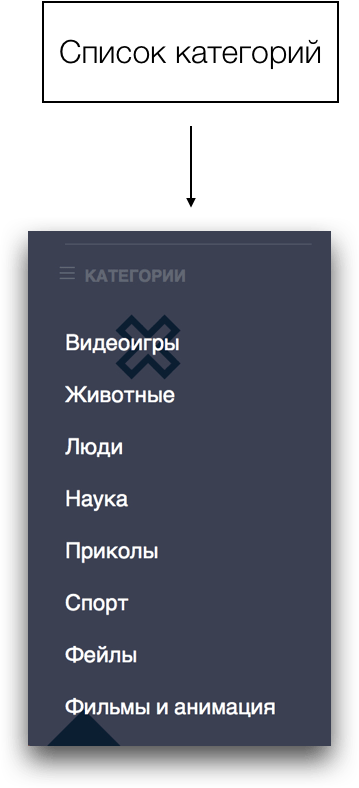 Список категорий
КАТЕГОРИИ
Видеоигры
Животные
Люди
Наука
Приколы
Спорт
Фейлы
Фильмы и анимация